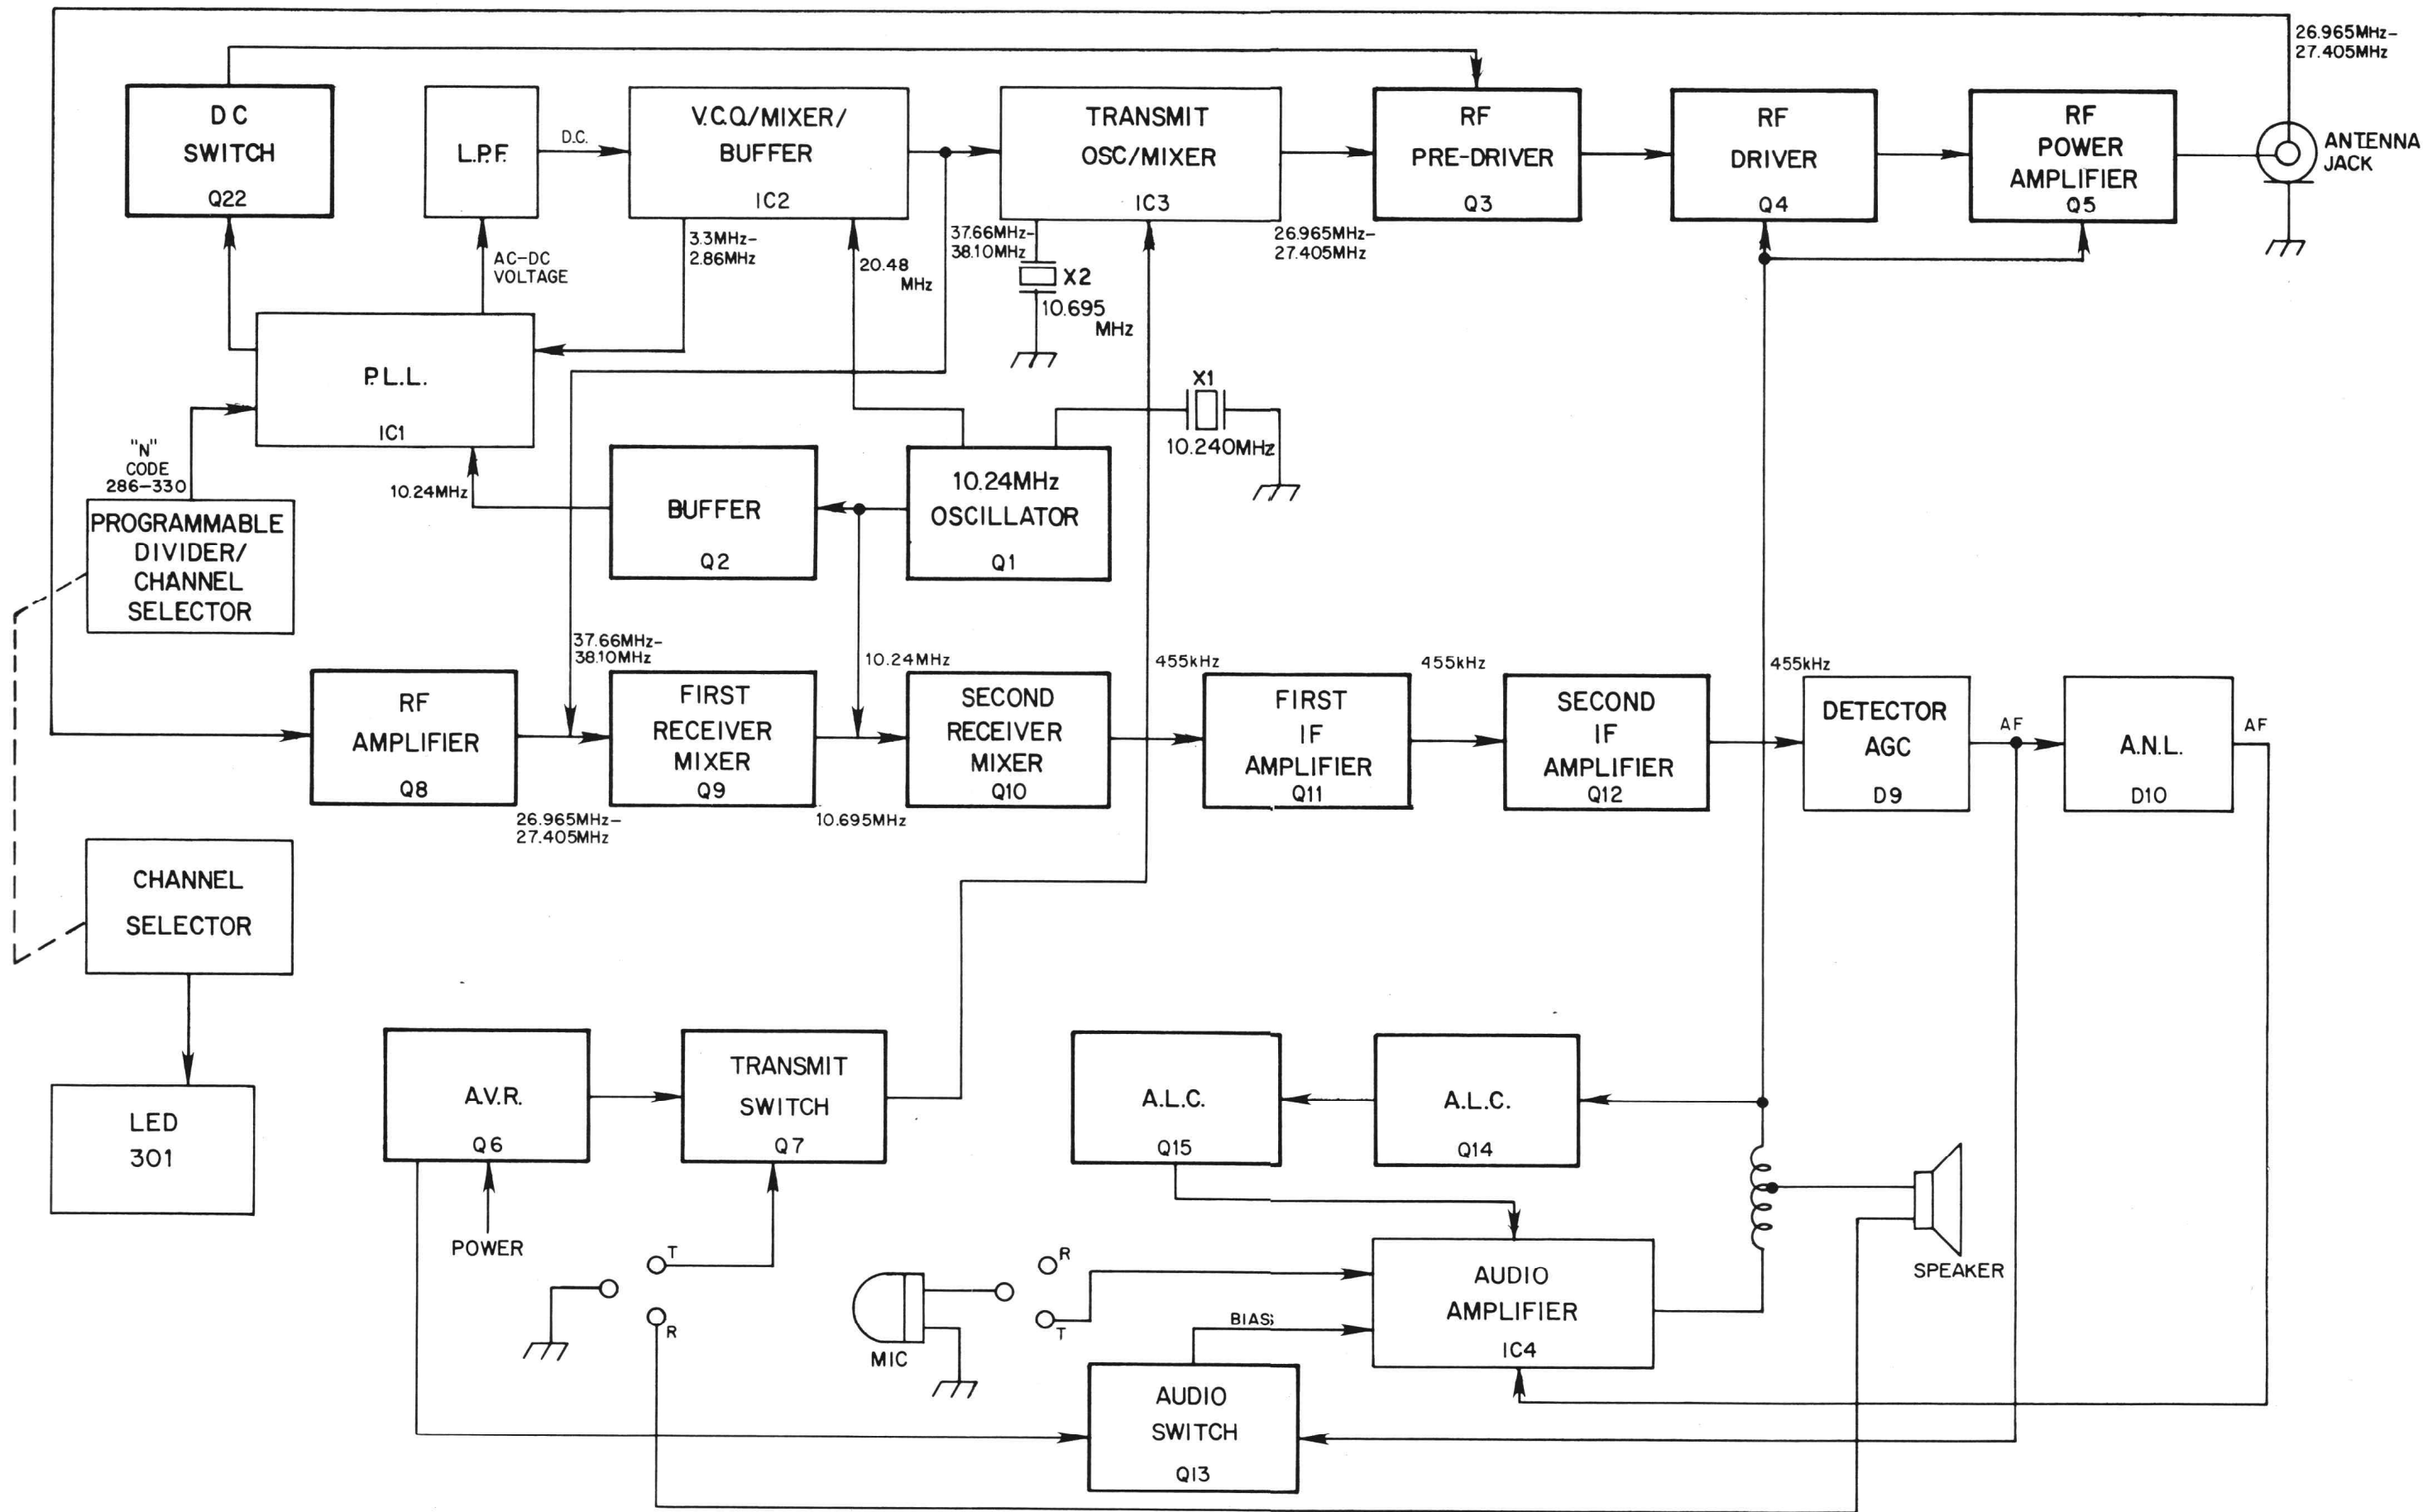 26.965MHz–
27.405MHz
DC
SWITCH
Q22
L.P.F.
D.C.
V.C.O./MIXER/
BUFFER
IC2
TRANSMIT
OSC/MIXER
IC3
RF
PRE-DRIVER
Q3
RF
DRIVER
Q4
RF
POWER
AMPLIFIER
Q5
ANTENNA
JACK
AC–DC
VOLTAGE
3.3MHz–
2.86MHz
20.48
MHz
37.66MHz–
38.10MHz
X2
10.695
MHz
26.965MHz–
27.405MHz
P.L.L.
IC1
X1
10.240MHz
"N"
CODE
286–330
10.24MHz
BUFFER
Q2
10.24MHz
OSCILLATOR
Q1
PROGRAMMABLE
DIVIDER/
CHANNEL
SELECTOR
37.66MHz–
38.10MHz
10.24MHz
455kHz
455kHz
455kHz
RF
AMPLIFIER
Q8
FIRST
RECEIVER
MIXER
Q9
SECOND
RECEIVER
MIXER
Q10
FIRST
IF
AMPLIFIER
Q11
SECOND
IF
AMPLIFIER
Q12
DETECTOR
AGC
D9
AF
A.N.L.
D10
AF
26.965MHz–
27.405MHz
10.695MHz
CHANNEL
SELECTOR
LED
301
A.V.R.
Q6
TRANSMIT
SWITCH
Q7
A.L.C.
Q15
A.L.C.
Q14
POWER
T
R
MIC
R
T
BIAS
AUDIO
AMPLIFIER
IC4
SPEAKER
AUDIO
SWITCH
Q13